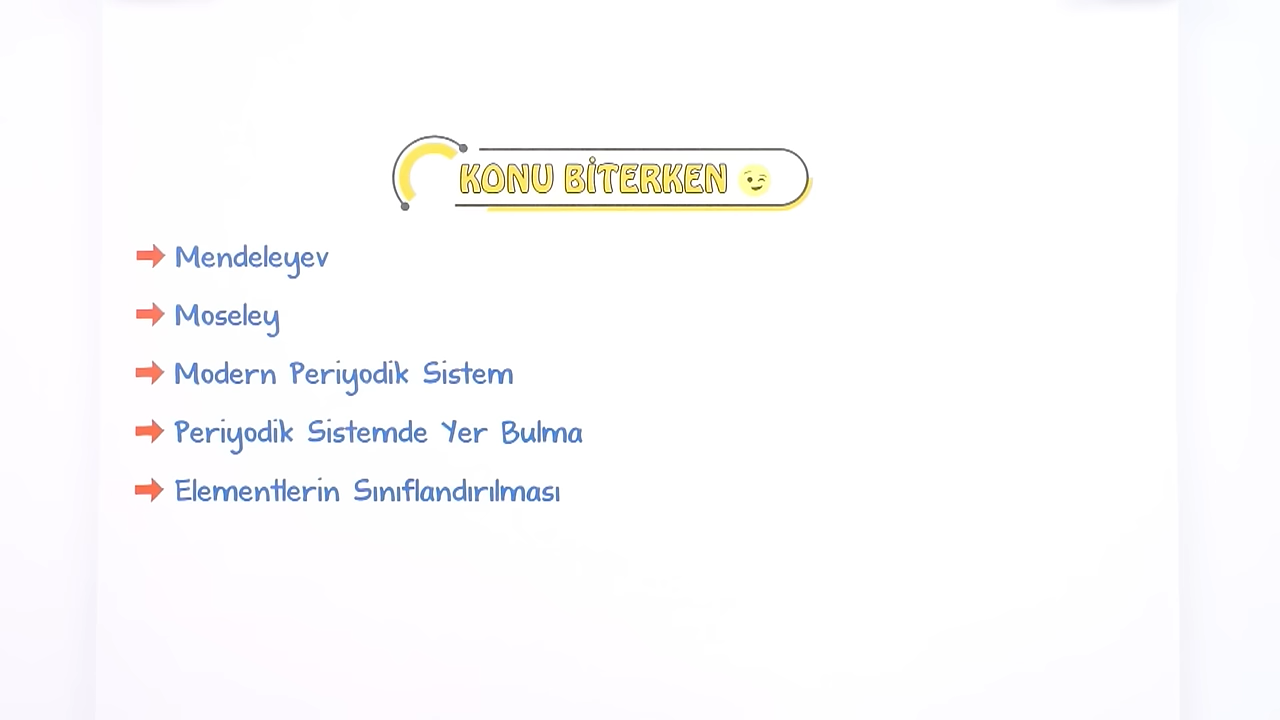 KONU BİTERKEN
Mendeleyev
Moseley
Modern Periyodik Sistem
Periyodik Sistemde Yer Bulma
Elementlerin Sınıflandırılması